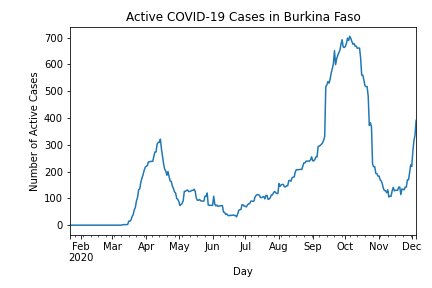 Active COVID-19 Cases in Burkina Faso
Number of Active Cases
700
600
500
400
300
200
100
0
Feb Mar Apr May Jun Jul Aug Sep Oct Nov Dec
2020
Day